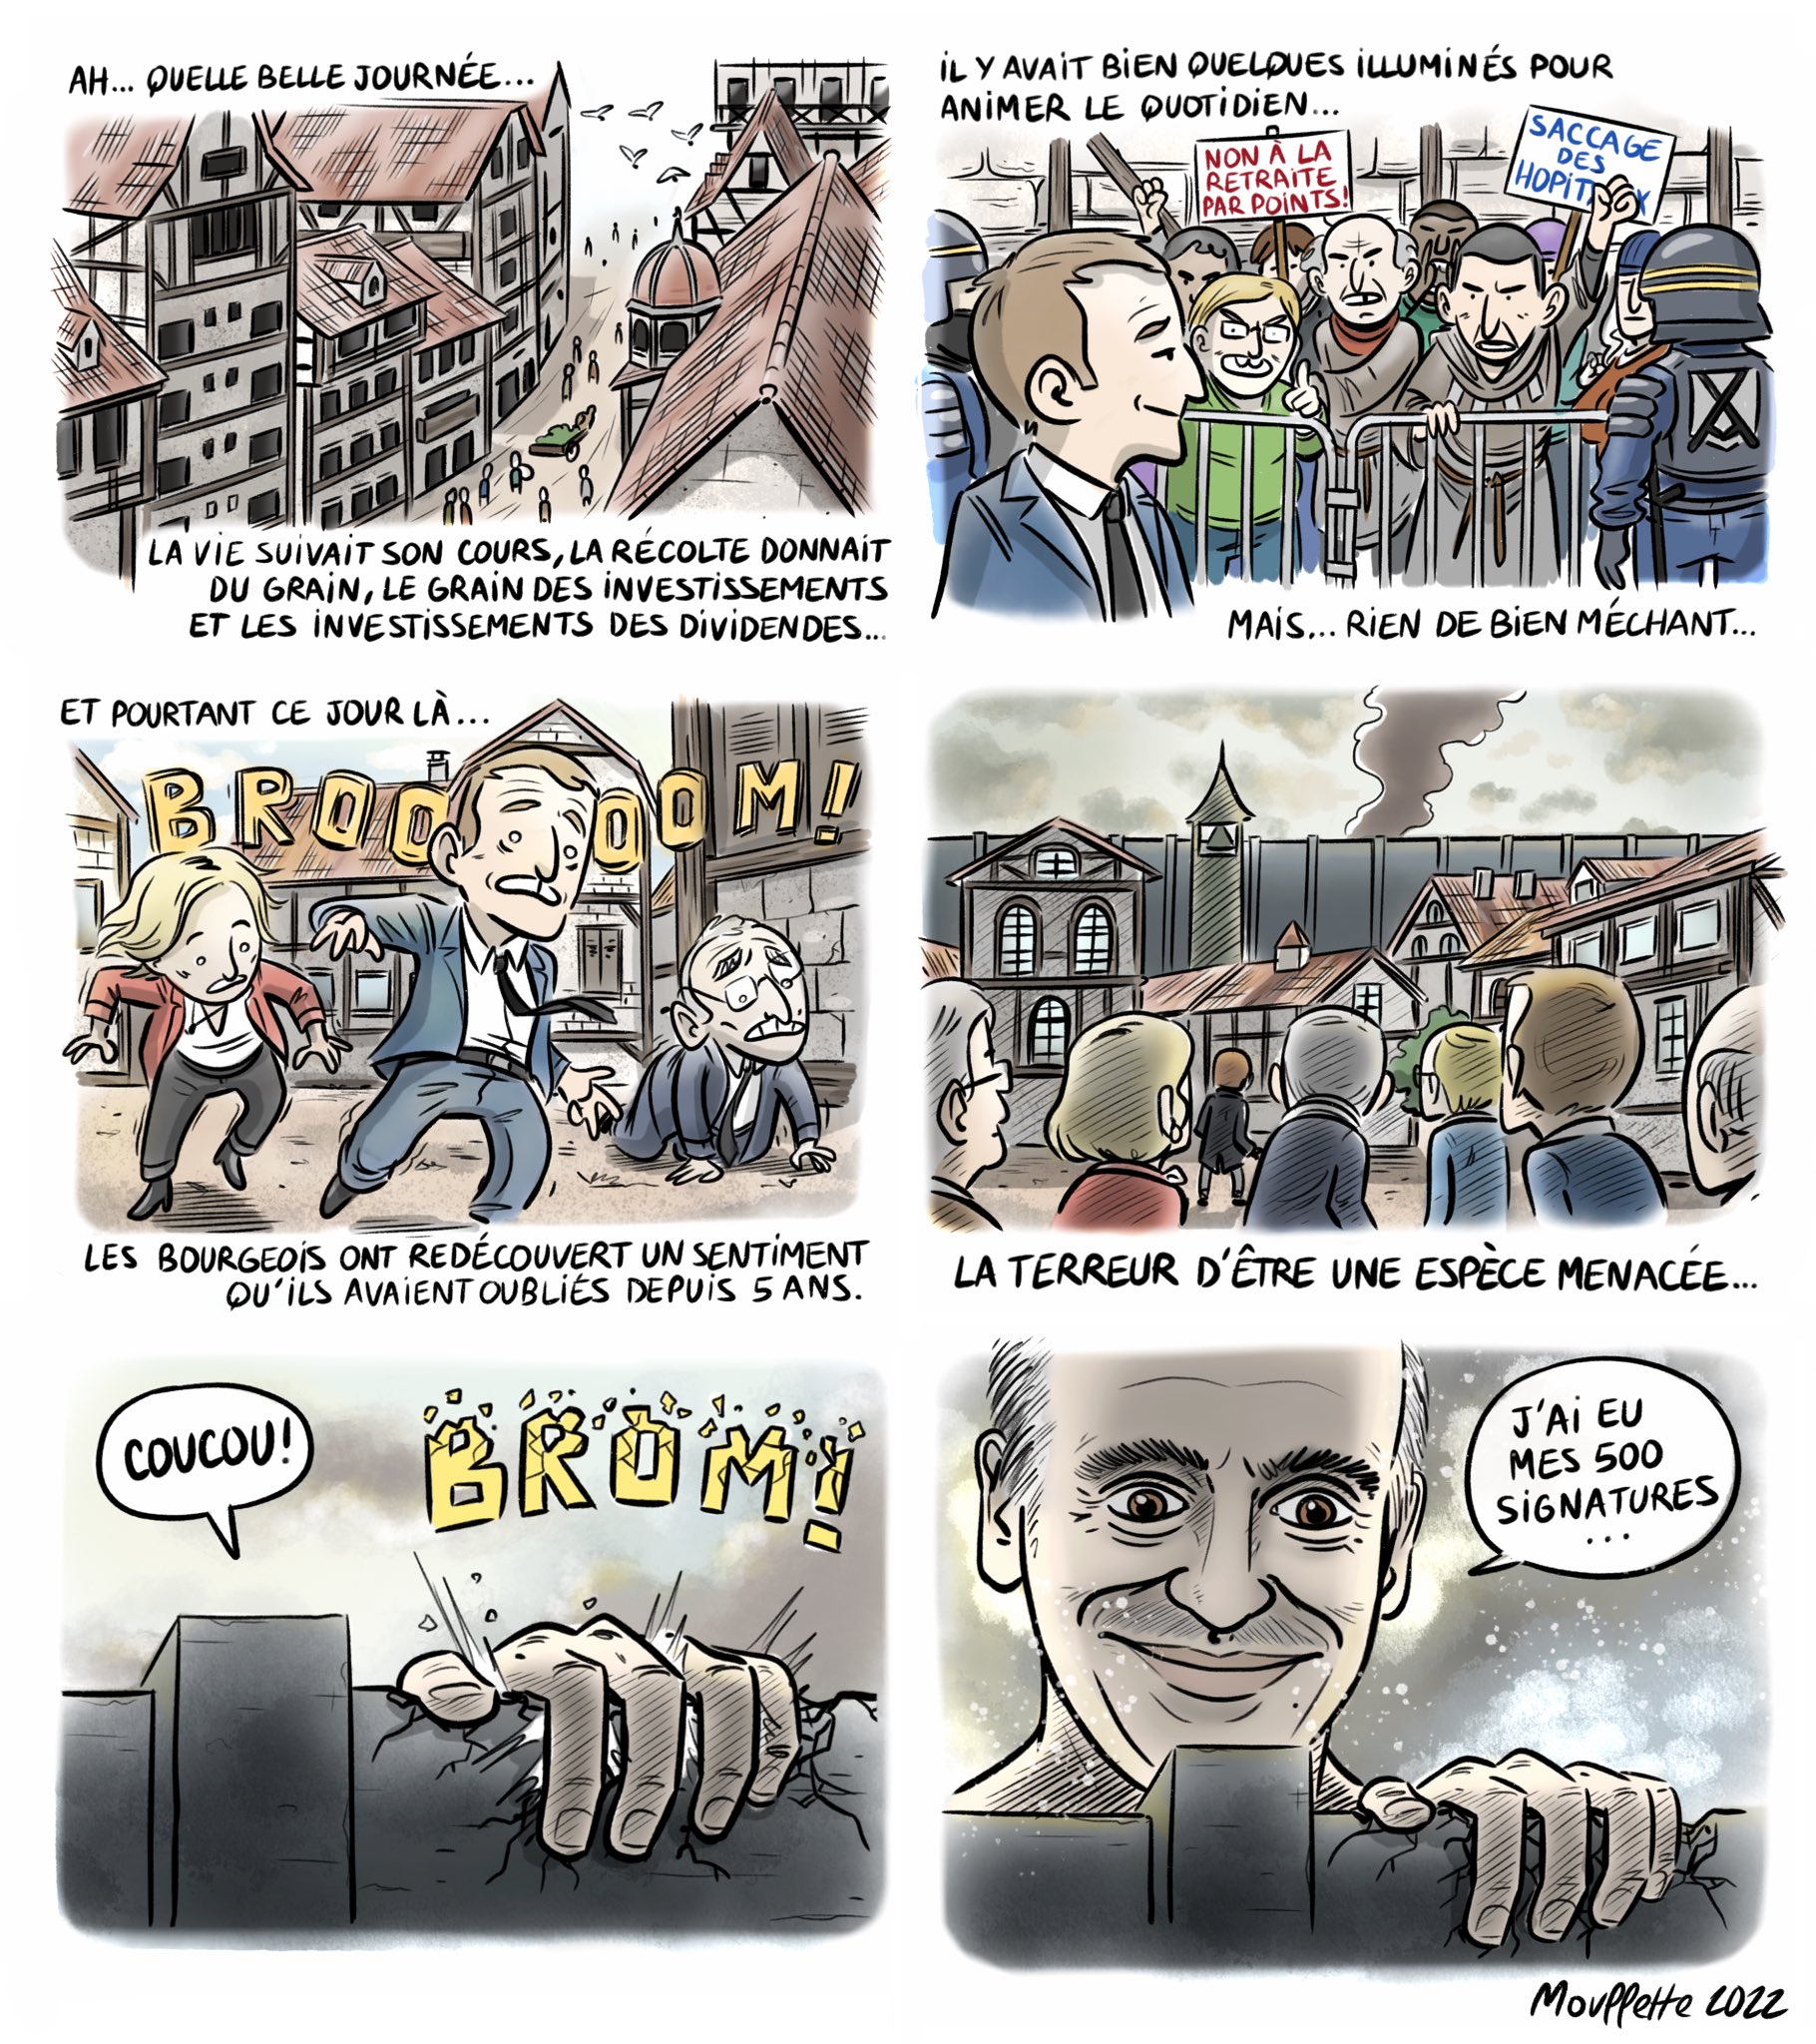 AH... QUELLE BELLE JOURNÉE...
LA VIE SUIVAIT SON COURS, LA RÉCOLTE DONNAIT
DU GRAIN, LE GRAIN DES INVESTISSEMENTS
ET LES INVESTISSEMENTS DES DIVIDENDES...
IL Y AVAIT BIEN QUELQUES ILLUMINÉS POUR
ANIMER LE QUOTIDIEN...
NON À LA
RETRAITE
PAR POINTS!
SACCAGE
DES
HOPIT X
MAIS... RIEN DE BIEN MÉCHANT...
ET POURTANT CE JOUR LÀ...
BROO OOM!
LES BOURGEOIS ONT REDÉCOUVERT UN SENTIMENT
QU'ILS AVAIENT OUBLIÉS DEPUIS 5 ANS.
LA TERREUR D'ÊTRE UNE ESPÈCE MENACÉE...
COUCOU!
BROM!
J'AI EU
MES 500
SIGNATURES
...
Mouppette 2022